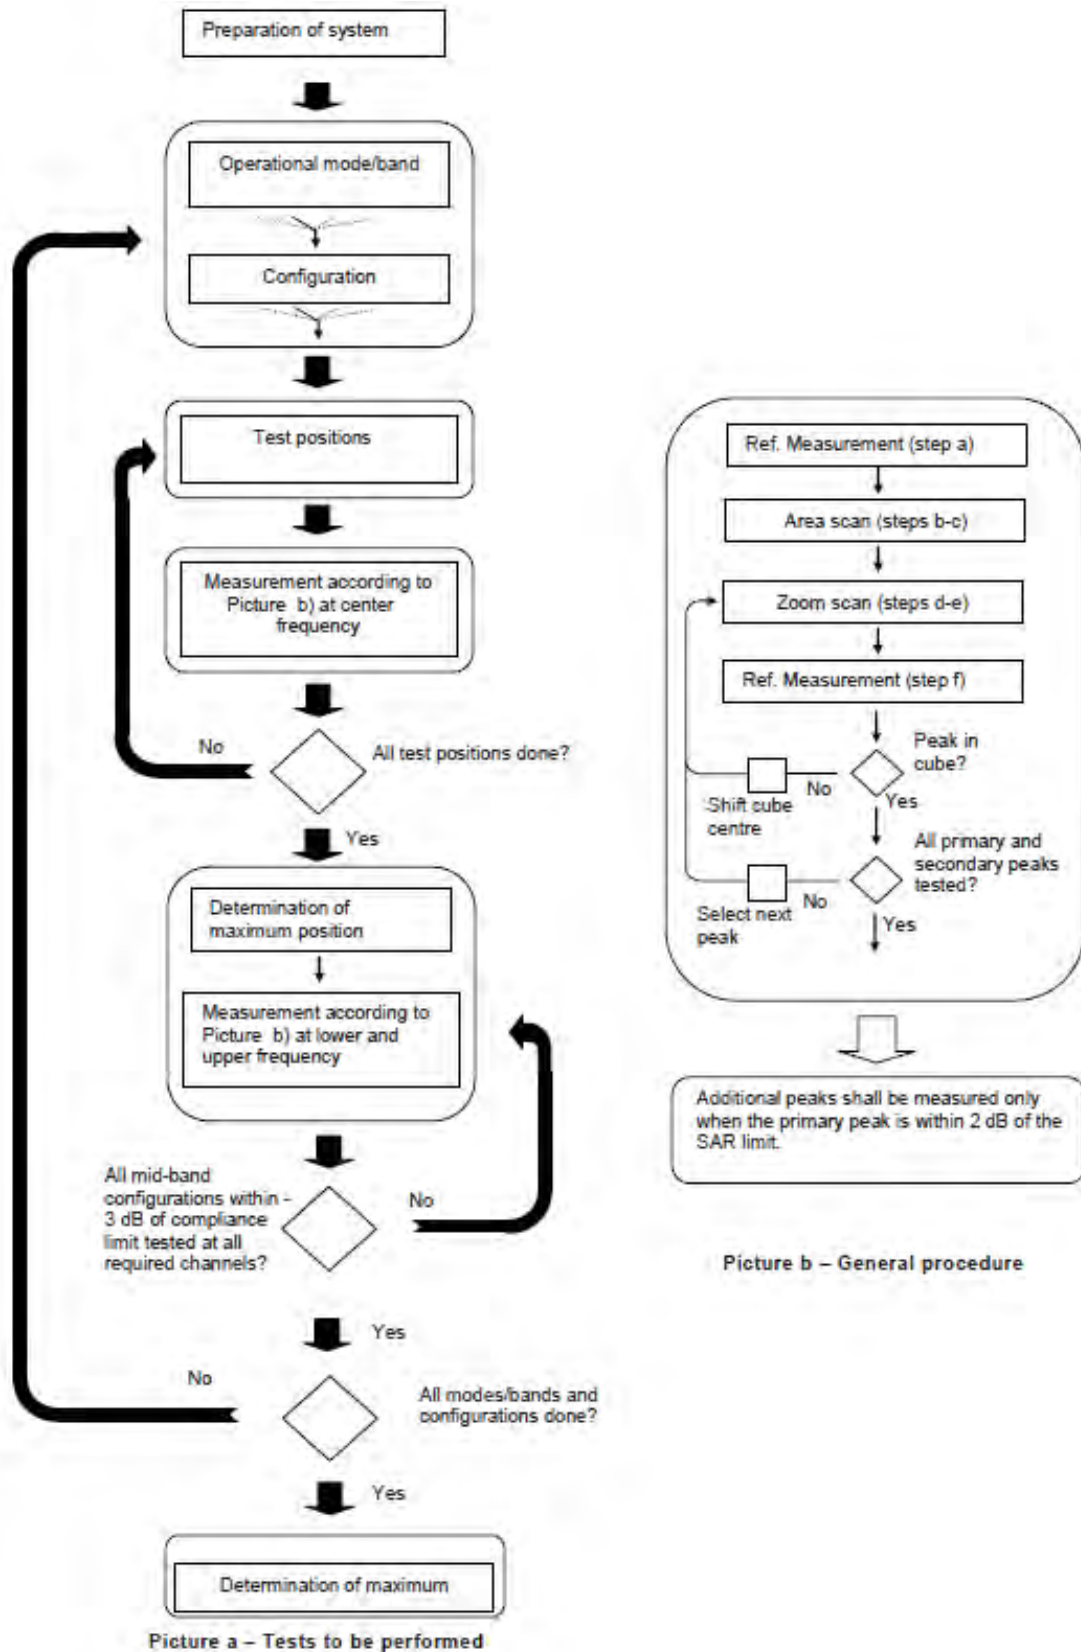 Preparation of system
Operational mode/band
Configuration
Test positions
Measurement according to
Picture b) at center
frequency
No
All test positions done?
Yes
Determination of
maximum position
Measurement according to
Picture b) at lower and
upper frequency
All mid-band
configurations within -
3 dB of compliance
limit tested at all
required channels?
No
Yes
No
All modes/bands and
configurations done?
Yes
Determination of maximum
Picture a – Tests to be performed
Ref. Measurement (step a)
Area scan (steps b-c)
Zoom scan (steps d-e)
Ref. Measurement (step f)
Peak in
cube?
No
Yes
Shift cube
centre
All primary and
secondary peaks
tested?
No
Select next
peak
Yes
Additional peaks shall be measured only
when the primary peak is within 2 dB of the
SAR limit.
Picture b – General procedure